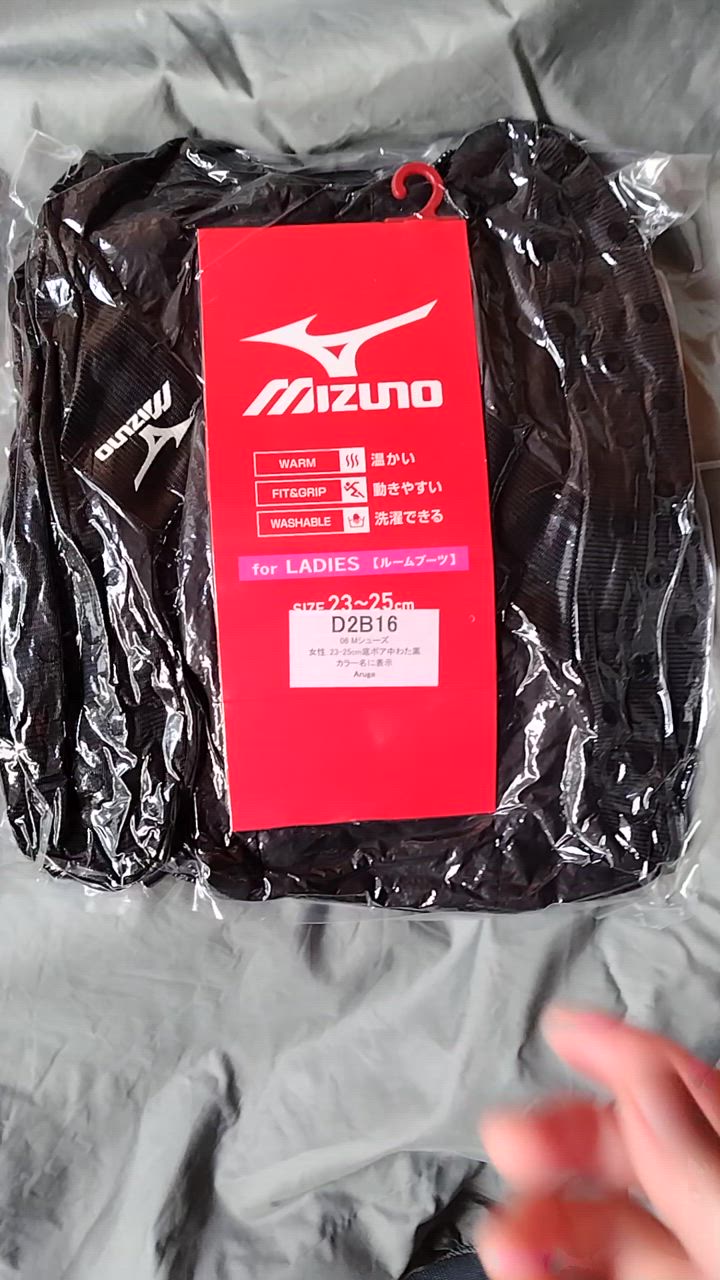 MIZUNO
MIZUNO
WARM 温かい
FIT&GRIP 動きやすい
WASHABLE 洗濯できる
for LADIES 【ルームブーツ】
SIZE 23~25cm
D2B16
06 Mシューズ
女性 23-25cm底ボア中わた黒
カラー名に表示
Aruga